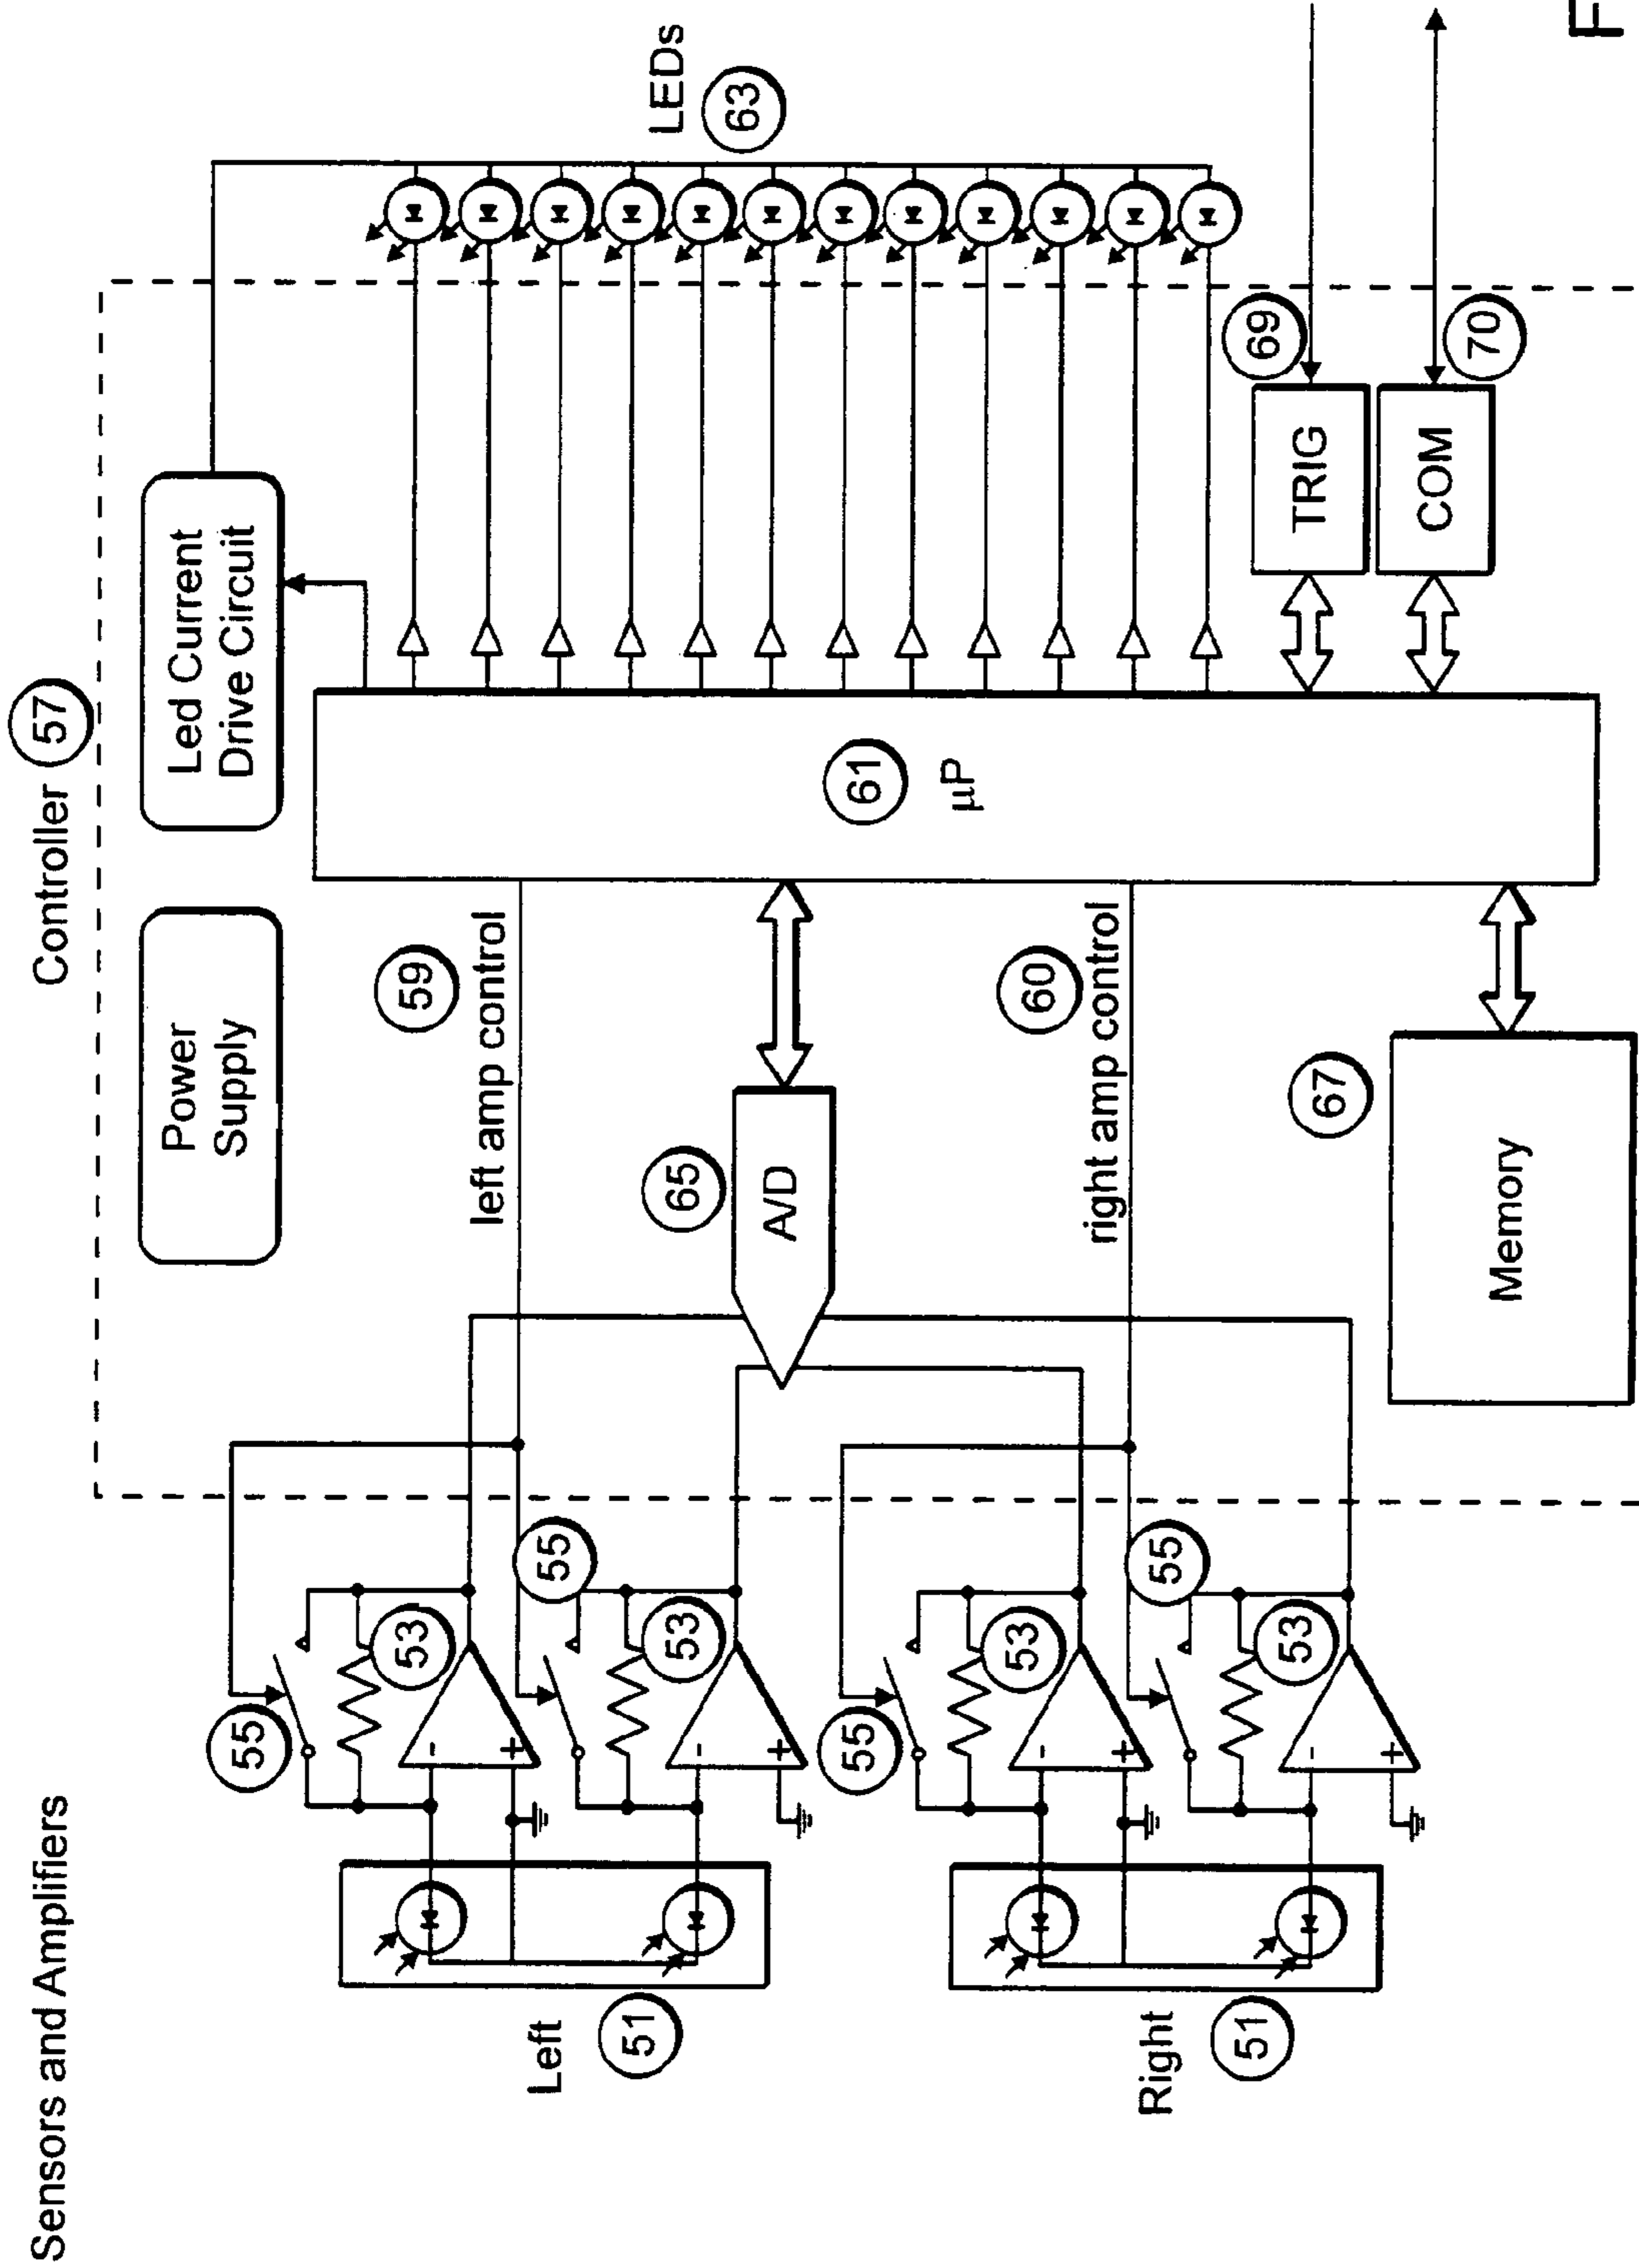 Sensors and Amplifiers
Controller 57
Power
Supply
Led Current
Drive Circuit
LEDs
63
55
59
left amp control
53
-
+
55
Left
51
53
-
+
65
A/D
61
µP
55
60
right amp control
53
-
+
55
Right
51
53
-
+
67
Memory
69
TRIG
COM
70
F